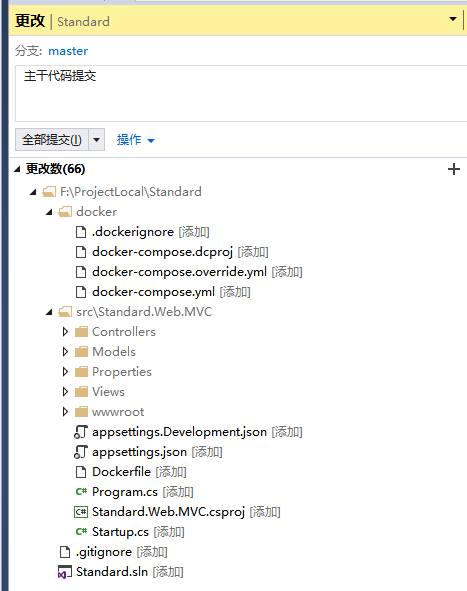 更改 | Standard
分支: master
主干代码提交
全部提交(I) 操作
更改数(66)
F:\ProjectLocal\Standard
docker
.dockerignore [添加]
docker-compose.dcproj [添加]
docker-compose.override.yml [添加]
docker-compose.yml [添加]
src\Standard.Web.MVC
Controllers
Models
Properties
Views
wwwroot
appsettings.Development.json [添加]
appsettings.json [添加]
Dockerfile [添加]
C# Program.cs [添加]
C# Standard.Web.MVC.csproj [添加]
C# Startup.cs [添加]
.gitignore [添加]
Standard.sln [添加]